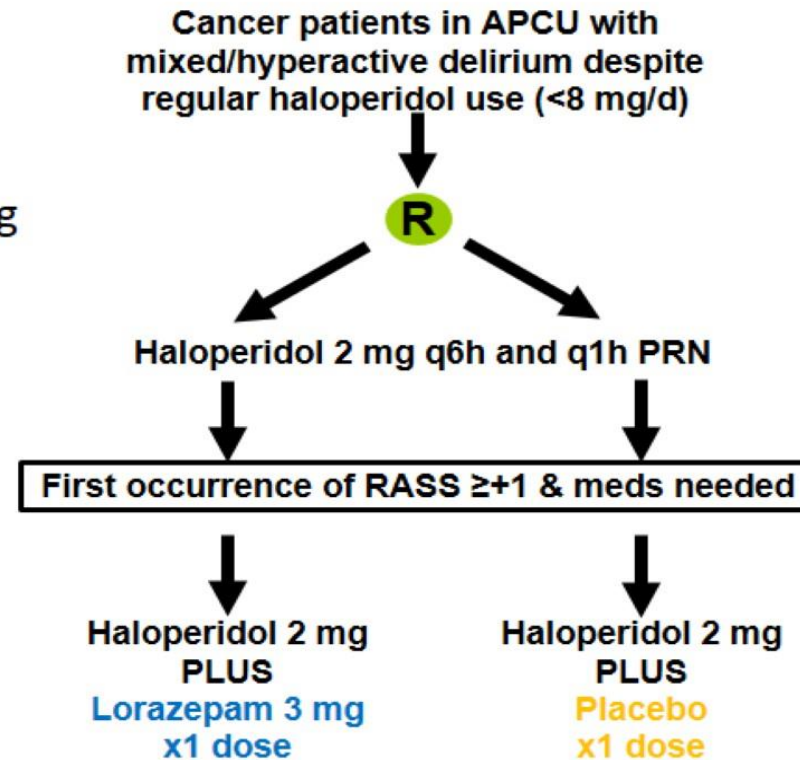 Cancer patients in APCU with
mixed/hyperactive delirium despite
regular haloperidol use (<8 mg/d)
g
R
Haloperidol 2 mg q6h and q1h PRN
First occurrence of RASS ≥+1 & meds needed
Haloperidol 2 mg
PLUS
Lorazepam 3 mg
x1 dose
Haloperidol 2 mg
PLUS
Placebo
x1 dose